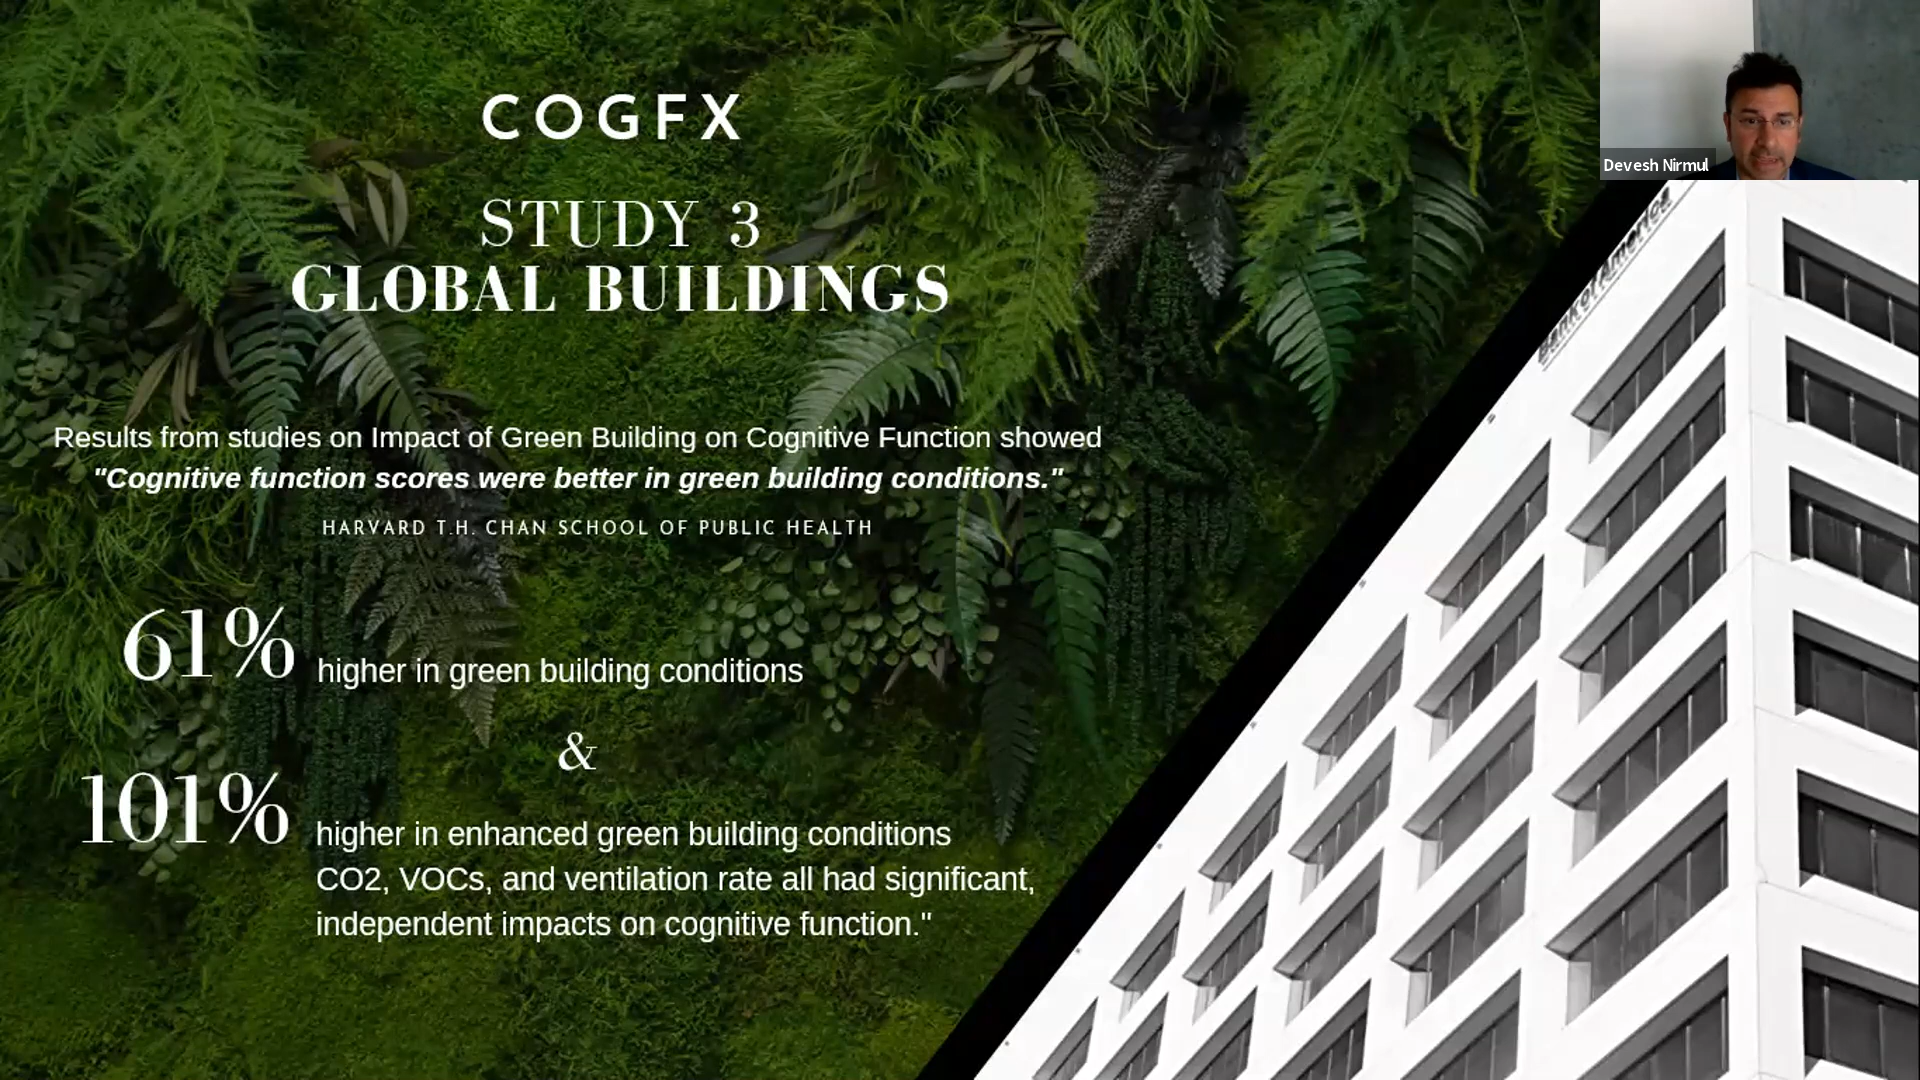 COGFX
STUDY 3
GLOBAL BUILDINGS
Results from studies on Impact of Green Building on Cognitive Function showed
"Cognitive function scores were better in green building conditions."
HARVARD T.H. CHAN SCHOOL OF PUBLIC HEALTH
61% higher in green building conditions
&
101% higher in enhanced green building conditions
CO2, VOCs, and ventilation rate all had significant,
independent impacts on cognitive function."
Devesh Nirmul
Bank of America